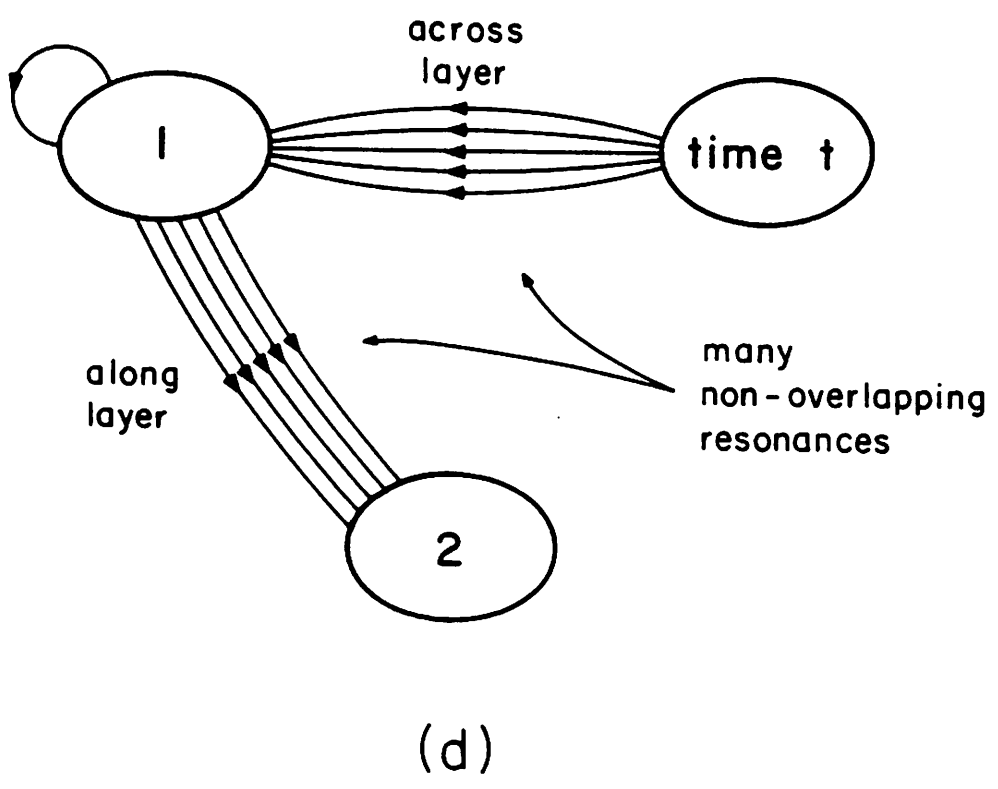 across
layer
1
time t
along
layer
many
non-overlapping
resonances
2
(d)